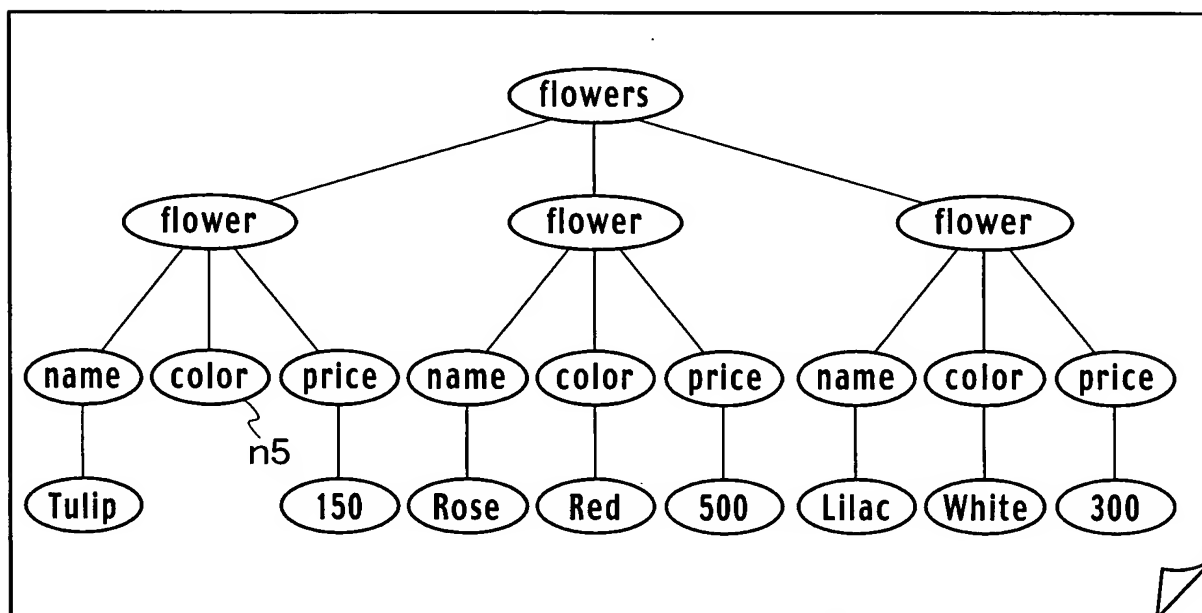 flowers
flower flower flower
name color price name color price name color price
n5
Tulip 150 Rose Red 500 Lilac White 300